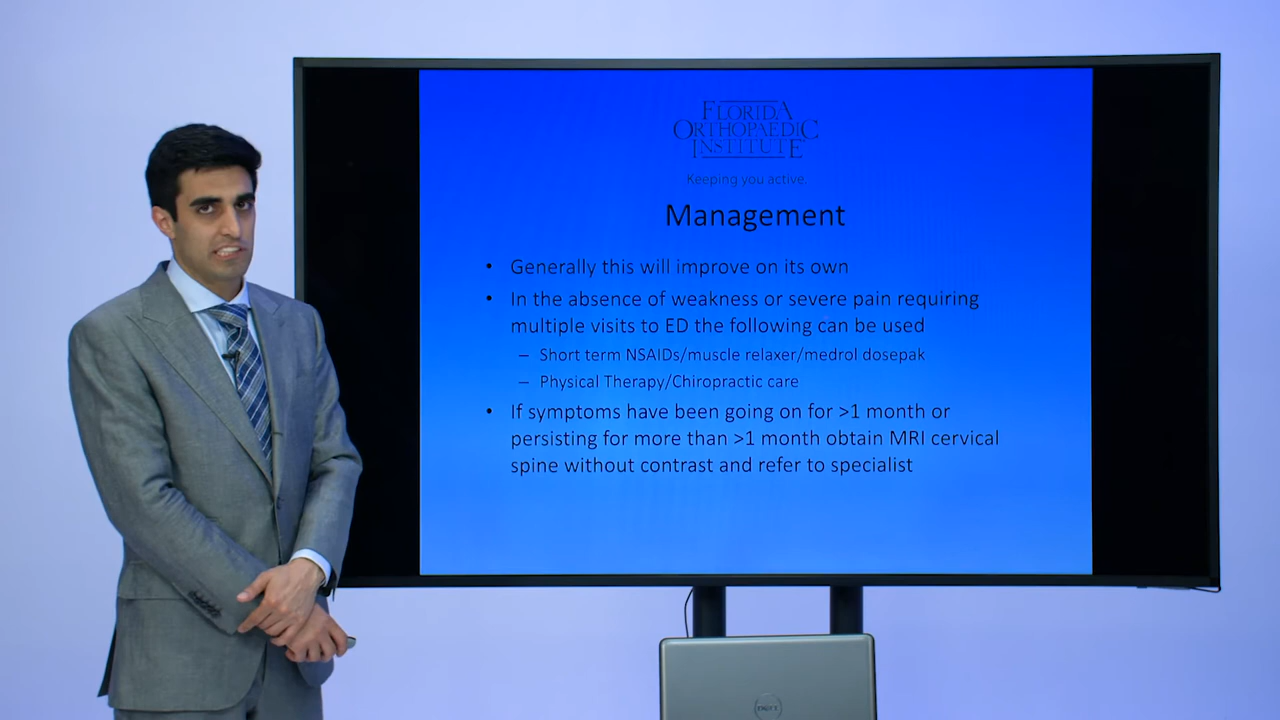 FLORIDA
ORTHOPAEDIC
INSTITUTE
Keeping you active.
Management
• Generally this will improve on its own
• In the absence of weakness or severe pain requiring
multiple visits to ED the following can be used
– Short term NSAIDs/muscle relaxer/medrol dosepak
– Physical Therapy/Chiropractic care
• If symptoms have been going on for >1 month or
persisting for more than >1 month obtain MRI cervical
spine without contrast and refer to specialist
DELL